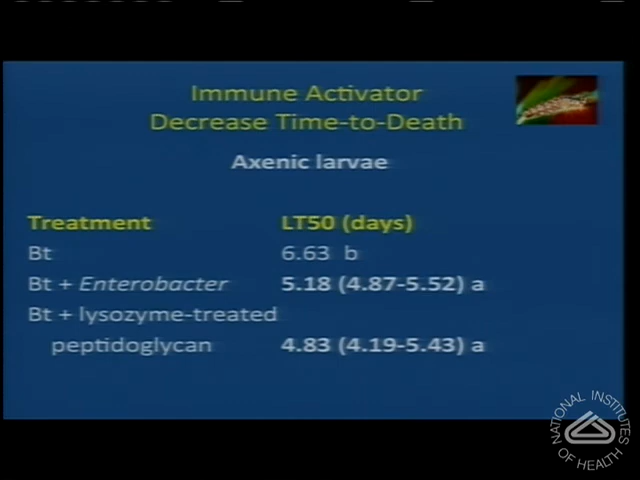 Immune Activator
Decrease Time-to-Death
Axenic larvae
Treatment LT50 (days)
Bt 6.63 b
Bt + Enterobacter 5.18 (4.87-5.52) a
Bt + lysozyme-treated
peptidoglycan 4.83 (4.19-5.43) a
NATIONAL INSTITUTES
OF HEALTH